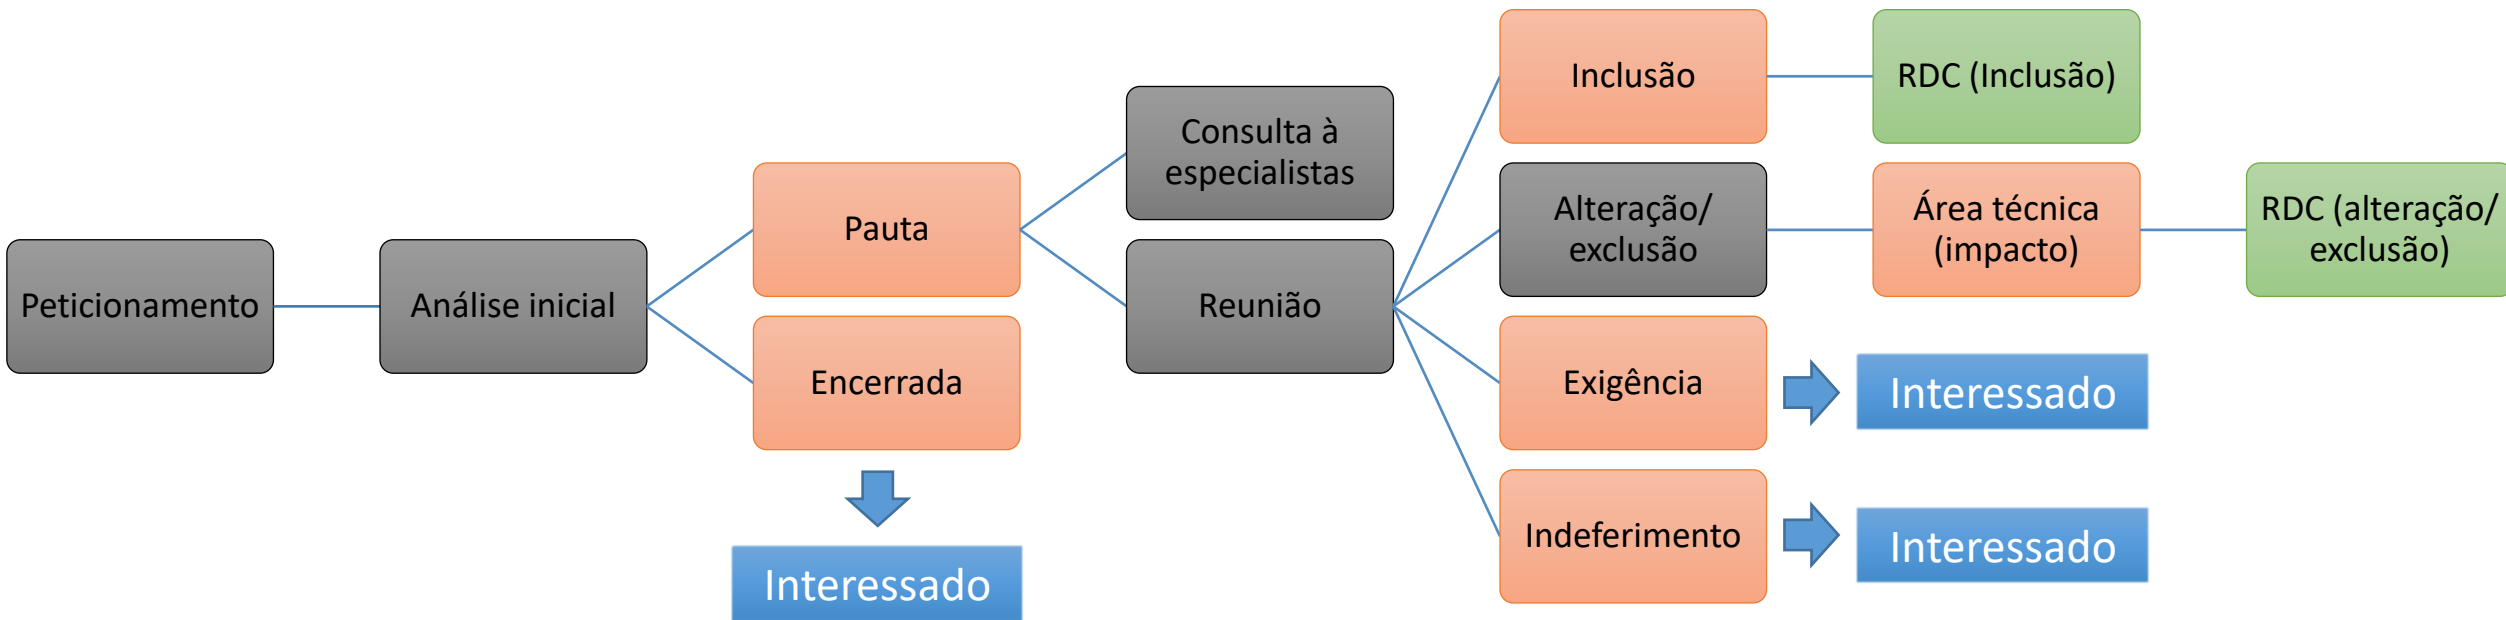 Peticionamento
Análise inicial
Pauta
Encerrada
Interessado
Consulta à
especialistas
Reunião
Inclusão
RDC (Inclusão)
Alteração/
exclusão
Área técnica
(impacto)
RDC (alteração/
exclusão)
Exigência
Interessado
Indeferimento
Interessado